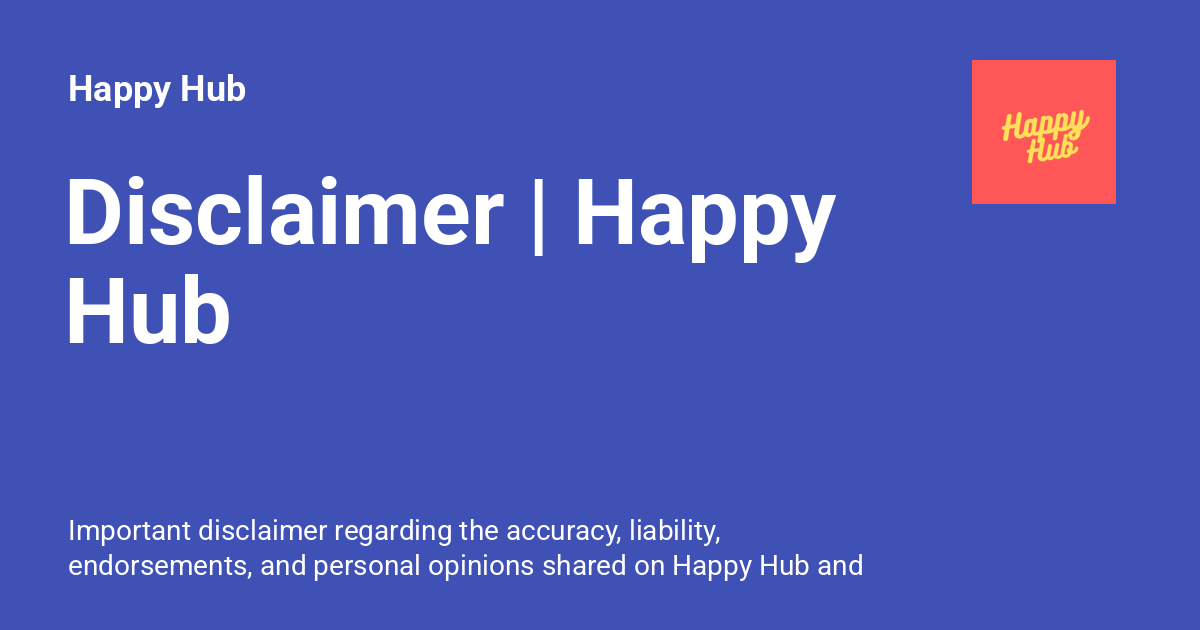 Happy Hub
Happy
Hub
Disclaimer | Happy
Hub
Important disclaimer regarding the accuracy, liability,
endorsements, and personal opinions shared on Happy Hub and